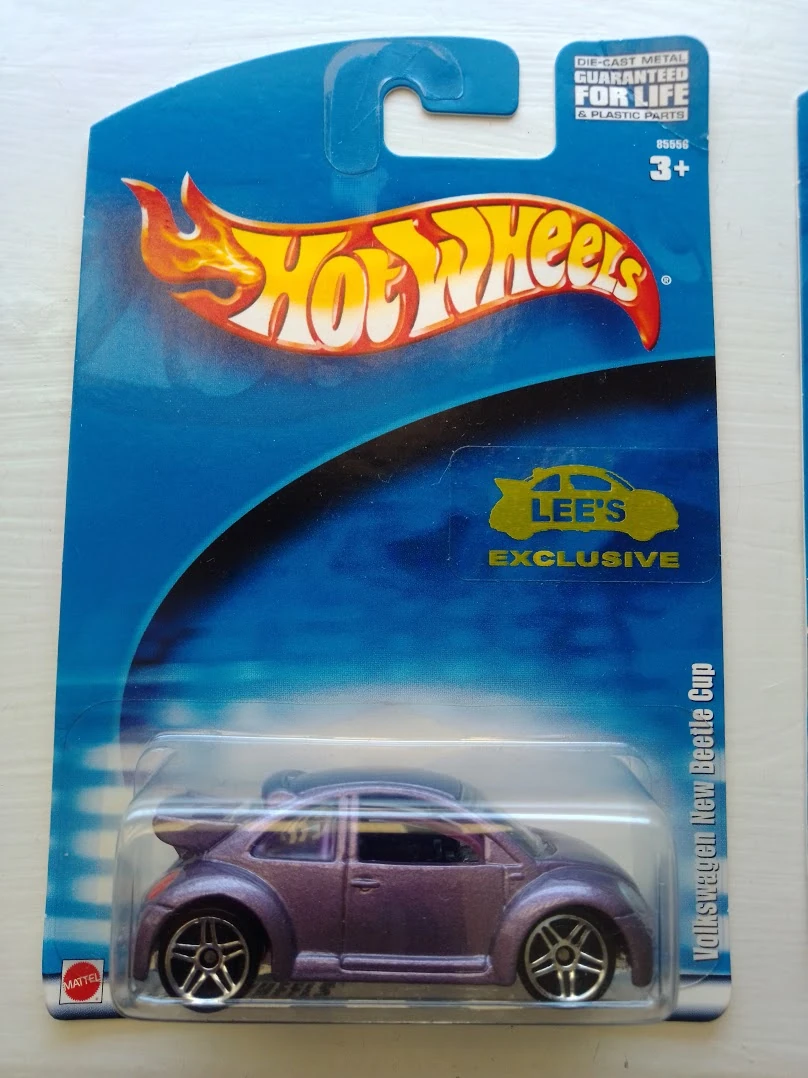 DIE-CAST METAL
GUARANTEED
FOR LIFE
& PLASTIC PARTS
85556
3+
Hot Wheels®
LEE'S
EXCLUSIVE
Volkswagen New Beetle Cup
MATTEL